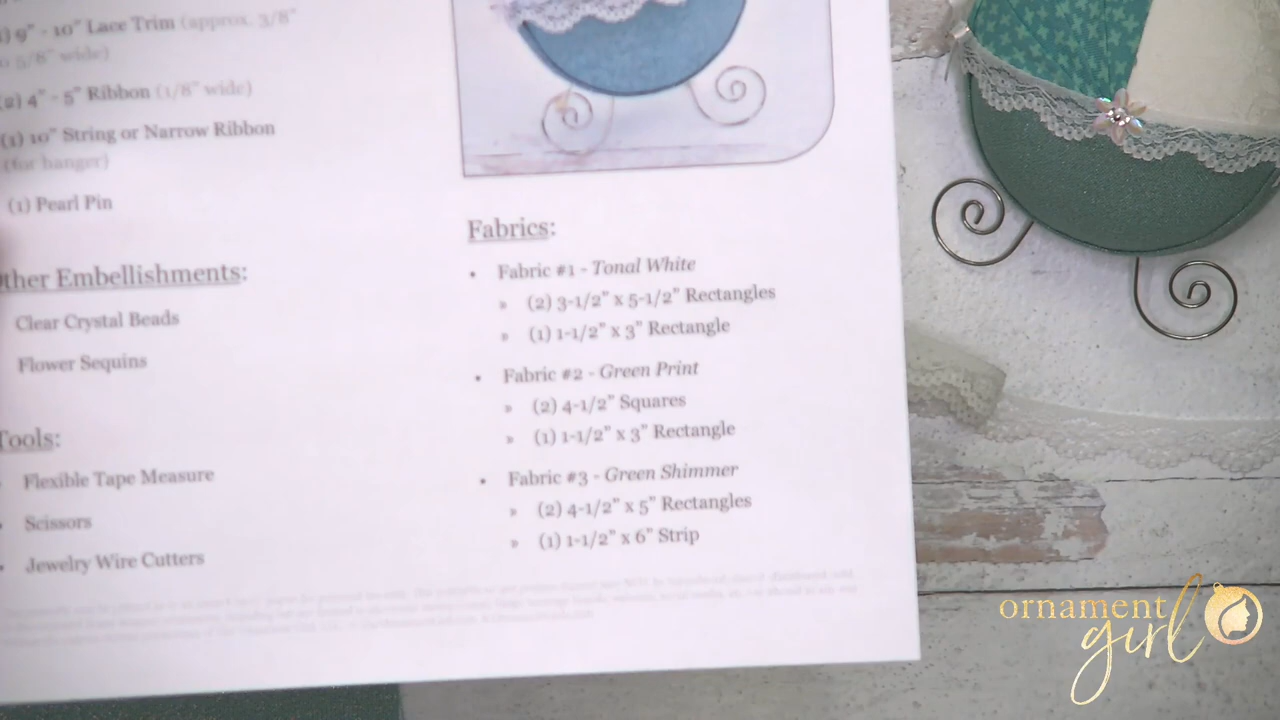 9" - 10" Lace Trim (approx. 3/8"
5/8" wide)
(2) 4" - 5" Ribbon (1/8" wide)
(1) 10" String or Narrow Ribbon
(for hanger)
(1) Pearl Pin
Other Embellishments:
Clear Crystal Beads
Flower Sequins
Tools:
Flexible Tape Measure
Scissors
• Jewelry Wire Cutters
Fabrics:
• Fabric #1 - Tonal White
» (2) 3-1/2" x 5-1/2" Rectangles
» (1) 1-1/2" x 3" Rectangle
• Fabric #2 - Green Print
» (2) 4-1/2" Squares
» (1) 1-1/2" x 3" Rectangle
• Fabric #3 - Green Shimmer
» (2) 4-1/2" x 5" Rectangles
» (1) 1-1/2" x 6" Strip
ornament
girl